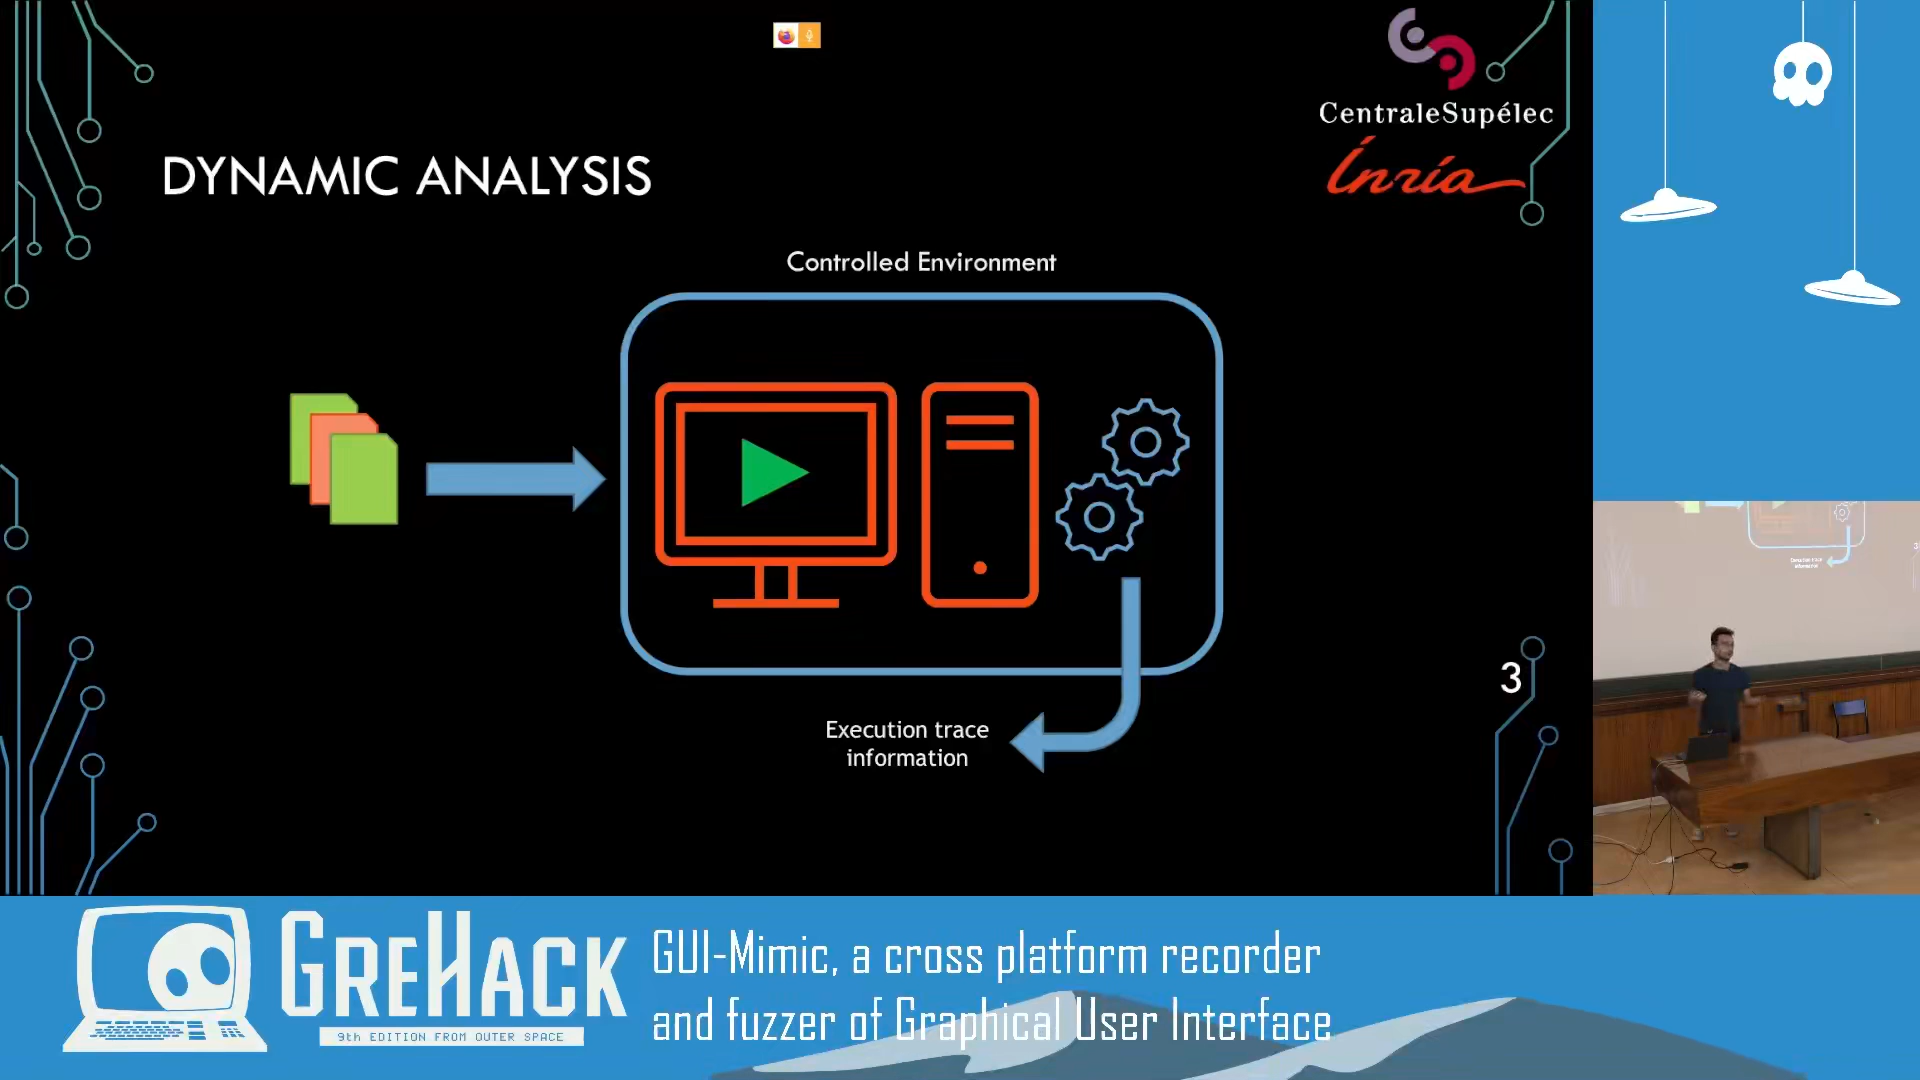 CentraleSupélec
Inria
DYNAMIC ANALYSIS
Controlled Environment
Execution trace
information
3
GREHACK
9th EDITION FROM OUTER SPACE
GUI-Mimic, a cross platform recorder
and fuzzer of Graphical User Interface